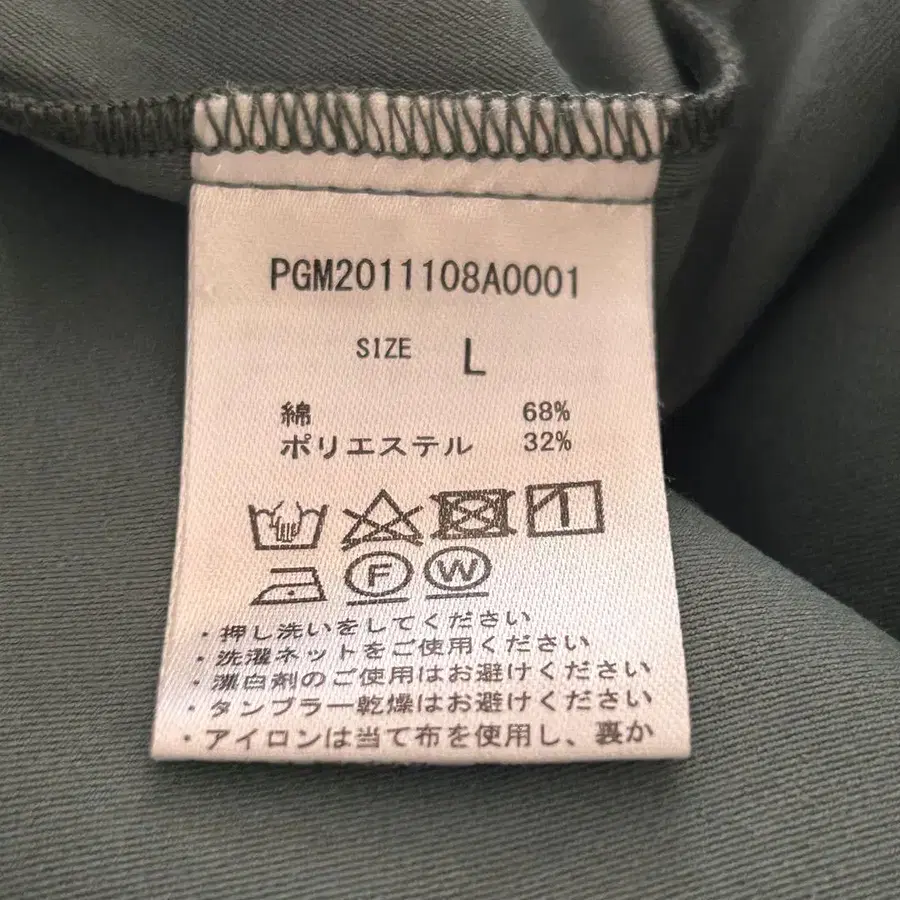 PGM2011108A0001
SIZE L
綿 68%
ポリエステル 32%
F W
・押し洗いをしてください
・洗濯ネットをご使用ください
・漂白剤のご使用はお避けください
・タンブラー乾燥はお避けください
・アイロンは当て布を使用し、裏か